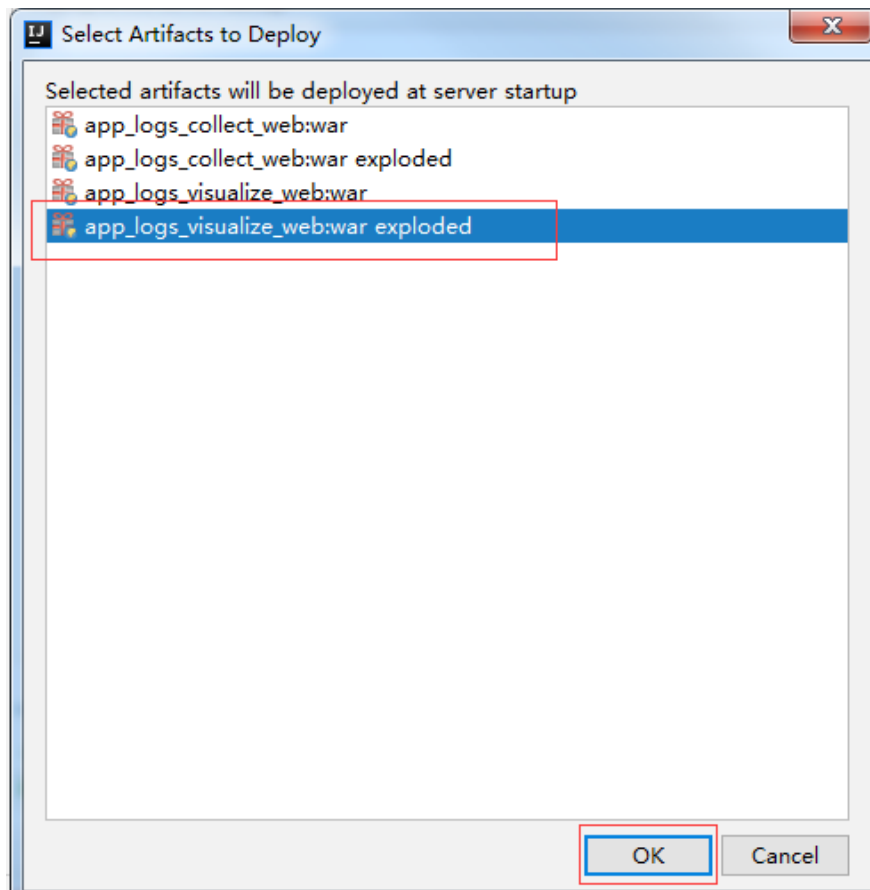 IJ Select Artifacts to Deploy X
Selected artifacts will be deployed at server startup
app_logs_collect_web:war
app_logs_collect_web:war exploded
app_logs_visualize_web:war
app_logs_visualize_web:war exploded
OK Cancel